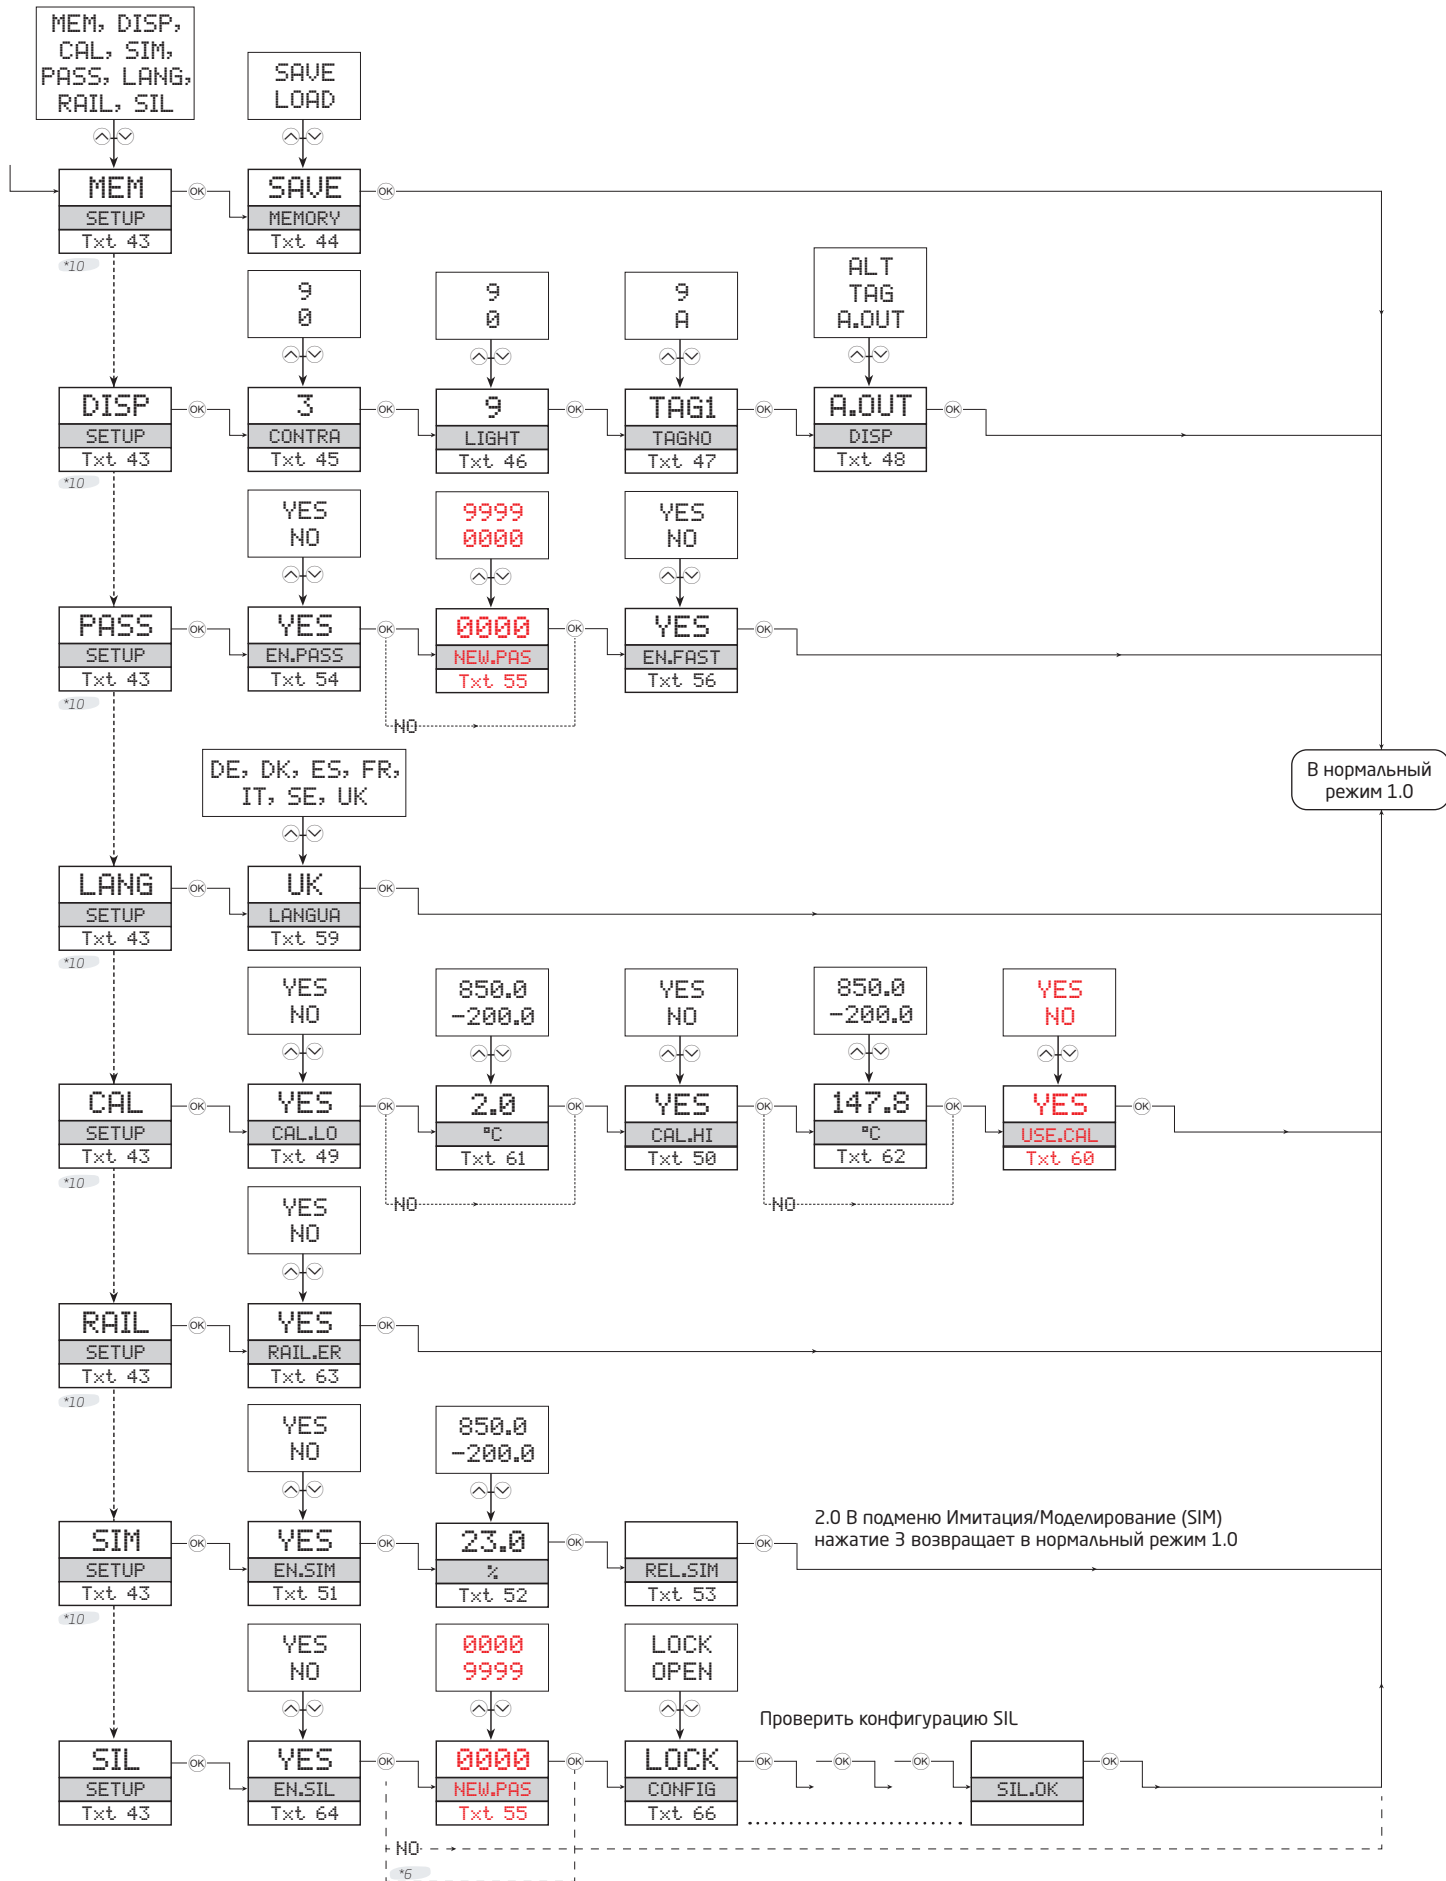 MEM, DISP,
CAL, SIM,
PASS, LANG,
RAIL, SIL
SAVE
LOAD
MEM
SETUP
Txt 43
*10
OK
SAVE
MEMORY
Txt 44
OK
9
0
9
0
9
A
ALT
TAG
A.OUT
DISP
SETUP
Txt 43
*10
OK
3
CONTRA
Txt 45
OK
9
LIGHT
Txt 46
OK
TAG1
TAGNO
Txt 47
OK
A.OUT
DISP
Txt 48
OK
YES
NO
9999
0000
YES
NO
PASS
SETUP
Txt 43
*10
OK
YES
EN.PASS
Txt 54
OK
NO
0000
NEW.PAS
Txt 55
OK
YES
EN.FAST
Txt 56
OK
В нормальный
режим 1.0
DE, DK, ES, FR,
IT, SE, UK
LANG
SETUP
Txt 43
*10
OK
UK
LANGUA
Txt 59
OK
YES
NO
850.0
-200.0
YES
NO
850.0
-200.0
YES
NO
CAL
SETUP
Txt 43
*10
OK
YES
CAL.LO
Txt 49
OK
NO
2.0
°C
Txt 61
OK
YES
CAL.HI
Txt 50
OK
NO
147.8
°C
Txt 62
OK
YES
USE.CAL
Txt 60
OK
YES
NO
RAIL
SETUP
Txt 43
*10
OK
YES
RAIL.ER
Txt 63
OK
YES
NO
850.0
-200.0
SIM
SETUP
Txt 43
*10
OK
YES
EN.SIM
Txt 51
OK
23.0
%
Txt 52
OK
REL.SIM
Txt 53
OK
2.0 В подменю Имитация/Моделирование (SIM)
нажатие 3 возвращает в нормальный режим 1.0
YES
NO
0000
9999
LOCK
OPEN
Проверить конфигурацию SIL
SIL
SETUP
Txt 43
OK
YES
EN.SIL
Txt 64
OK
0000
NEW.PAS
Txt 55
OK
LOCK
CONFIG
Txt 66
OK
OK
OK
SIL.OK
OK
NO
*6